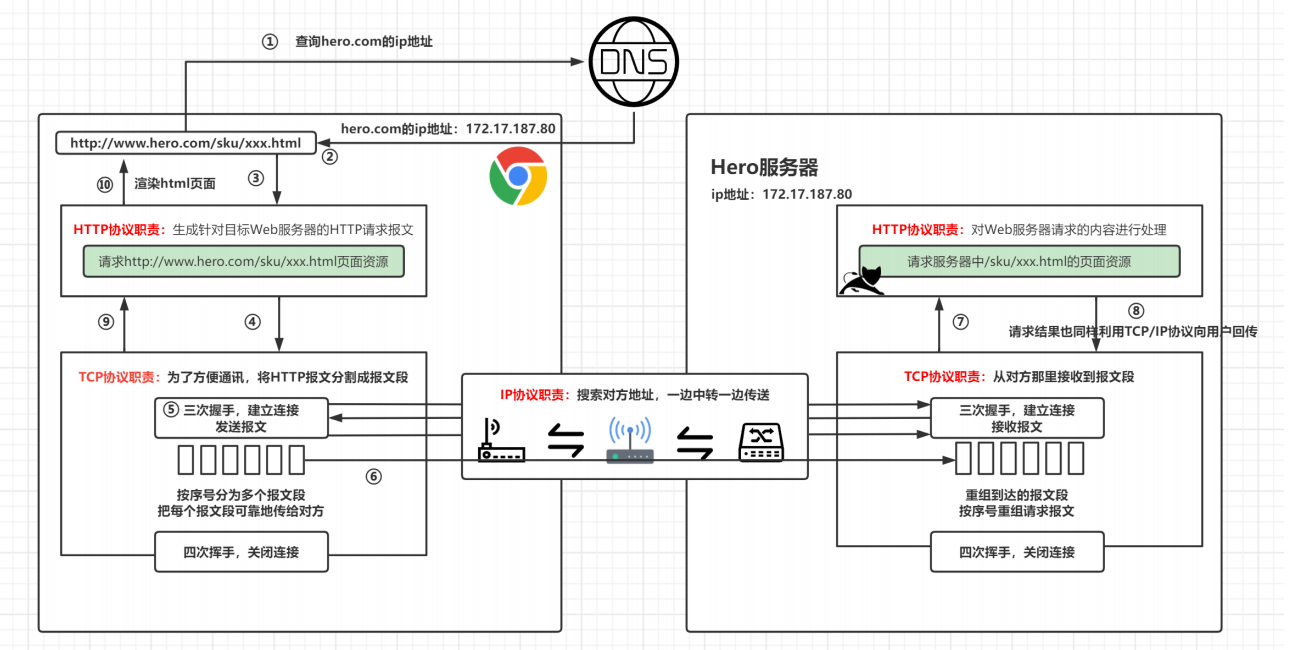 ① 查询hero.com的ip地址
DNS
hero.com的ip地址：172.17.187.80
http://www.hero.com/sku/xxx.html
②
⑩ 渲染html页面
③
HTTP协议职责：生成针对目标Web服务器的HTTP请求报文
请求http://www.hero.com/sku/xxx.html页面资源
⑨
④
TCP协议职责：为了方便通讯，将HTTP报文分割成报文段
⑤ 三次握手，建立连接
发送报文
⑥
按序号分为多个报文段
把每个报文段可靠地传给对方
四次挥手，关闭连接
IP协议职责：搜索对方地址，一边中转一边传送
Hero服务器
ip地址：172.17.187.80
HTTP协议职责：对Web服务器请求的内容进行处理
请求服务器中/sku/xxx.html的页面资源
⑦
⑧
请求结果也同样利用TCP/IP协议向用户回传
TCP协议职责：从对方那里接收到报文段
三次握手，建立连接
接收报文
重组到达的报文段
按序号重组请求报文
四次挥手，关闭连接